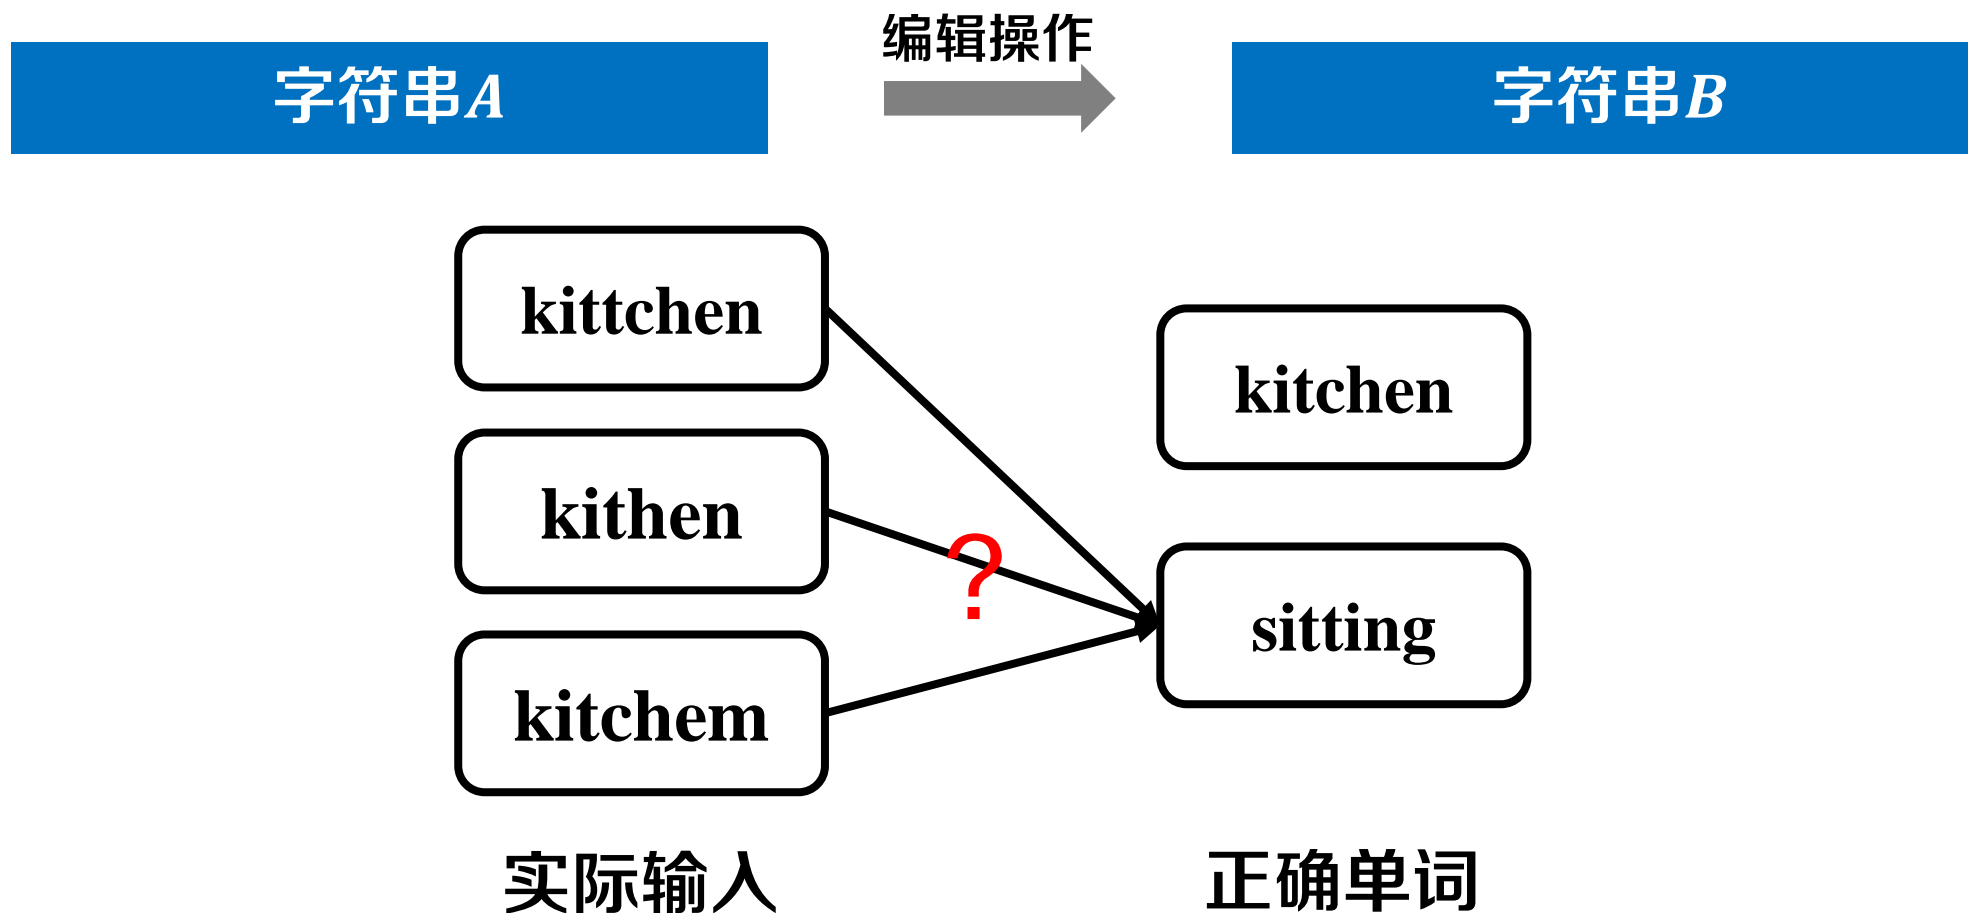 编辑操作
字符串A
字符串B
kittchen
kitchen
kithen
?
sitting
kitchem
实际输入
正确单词